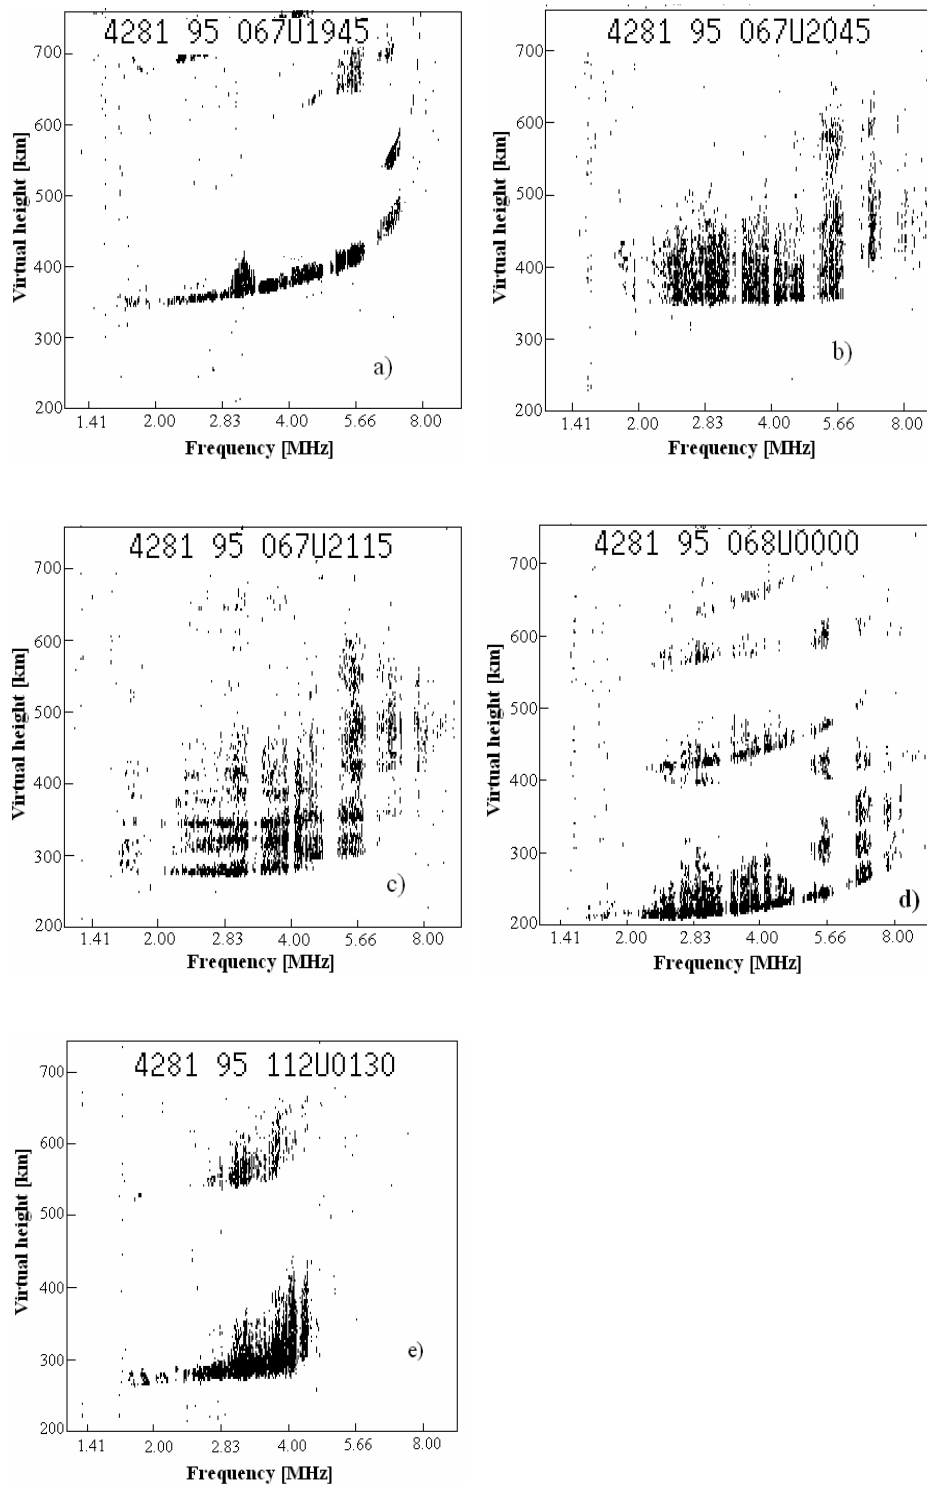 4281 95 067U1945
700
600
500
400
300
200
Virtual height [km]
a)
1.41 2.00 2.83 4.00 5.66 8.00
Frequency [MHz]
4281 95 067U2045
700
600
500
400
300
200
Virtual height [km]
b)
1.41 2.00 2.83 4.00 5.66 8.00
Frequency [MHz]
4281 95 067U2115
700
600
500
400
300
200
Virtual height [km]
c)
1.41 2.00 2.83 4.00 5.66 8.00
Frequency [MHz]
4281 95 068U0000
700
600
500
400
300
200
Virtual height [km]
d)
1.41 2.00 2.83 4.00 5.66 8.00
Frequency [MHz]
4281 95 112U0130
700
600
500
400
300
200
Virtual height [km]
e)
1.41 2.00 2.83 4.00 5.66 8.00
Frequency [MHz]